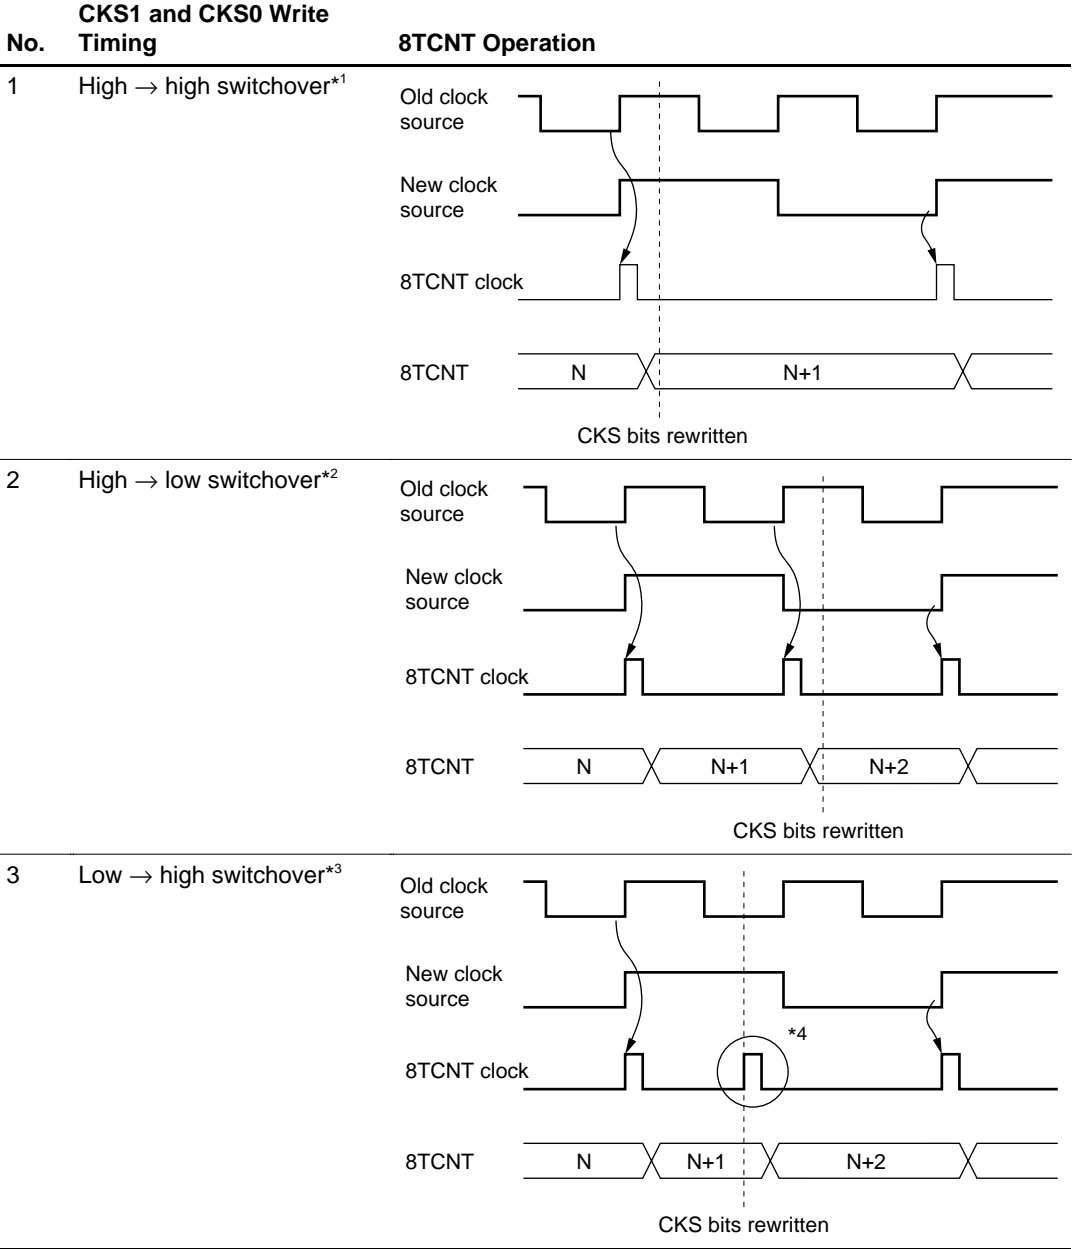 CKS1 and CKS0 Write
No. Timing 8TCNT Operation
1 High → high switchover*1
Old clock
source
New clock
source
8TCNT clock
8TCNT N N+1
CKS bits rewritten
2 High → low switchover*2
Old clock
source
New clock
source
8TCNT clock
8TCNT N N+1 N+2
CKS bits rewritten
3 Low → high switchover*3
Old clock
source
New clock
source
*4
8TCNT clock
8TCNT N N+1 N+2
CKS bits rewritten